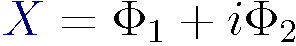 X = Φ₁ + iΦ₂